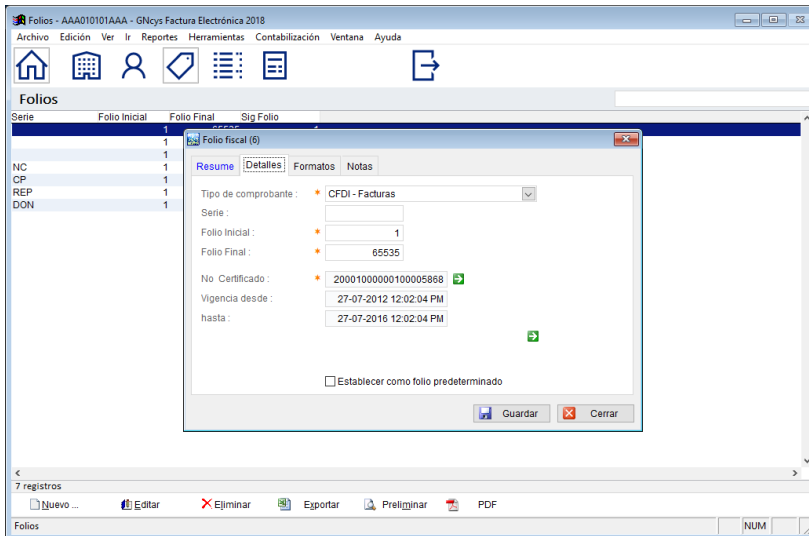 Folios - AAA010101AAA - GNcys Factura Electrónica 2018
Archivo Edición Ver Ir Reportes Herramientas Contabilización Ventana Ayuda
Folios
Serie Folio Inicial Folio Final Sig Folio
1 65535 1
1
1
NC 1
CP 1
REP 1
DON 1
Folio fiscal (6)
Resume Detalles Formatos Notas
Tipo de comprobante : * CFDI - Facturas
Serie :
Folio Inicial : * 1
Folio Final : * 65535
No Certificado : * 20001000000100005868
Vigencia desde : 27-07-2012 12:02:04 PM
hasta : 27-07-2016 12:02:04 PM
Establecer como folio predeterminado
Guardar Cerrar
7 registros
Nuevo ... Editar Eliminar Exportar Preliminar PDF
Folios NUM